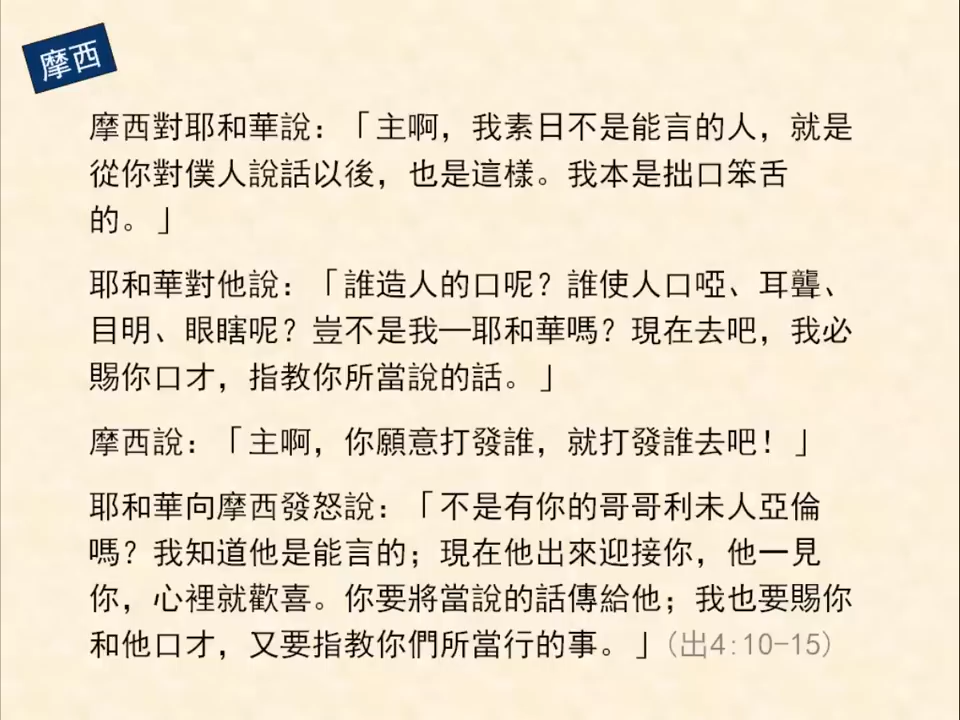 摩西
摩西對耶和華說：「主啊，我素日不是能言的人，就是
從你對僕人說話以後，也是這樣。我本是拙口笨舌
的。」
耶和華對他說：「誰造人的口呢？誰使人口啞、耳聾、
目明、眼瞎呢？豈不是我—耶和華嗎？現在去吧，我必
賜你口才，指教你所當說的話。」
摩西說：「主啊，你願意打發誰，就打發誰去吧！」
耶和華向摩西發怒說：「不是有你的哥哥利未人亞倫
嗎？我知道他是能言的；現在他出來迎接你，他一見
你，心裡就歡喜。你要將當說的話傳給他；我也要賜你
和他口才，又要指教你們所當行的事。」(出4:10-15)